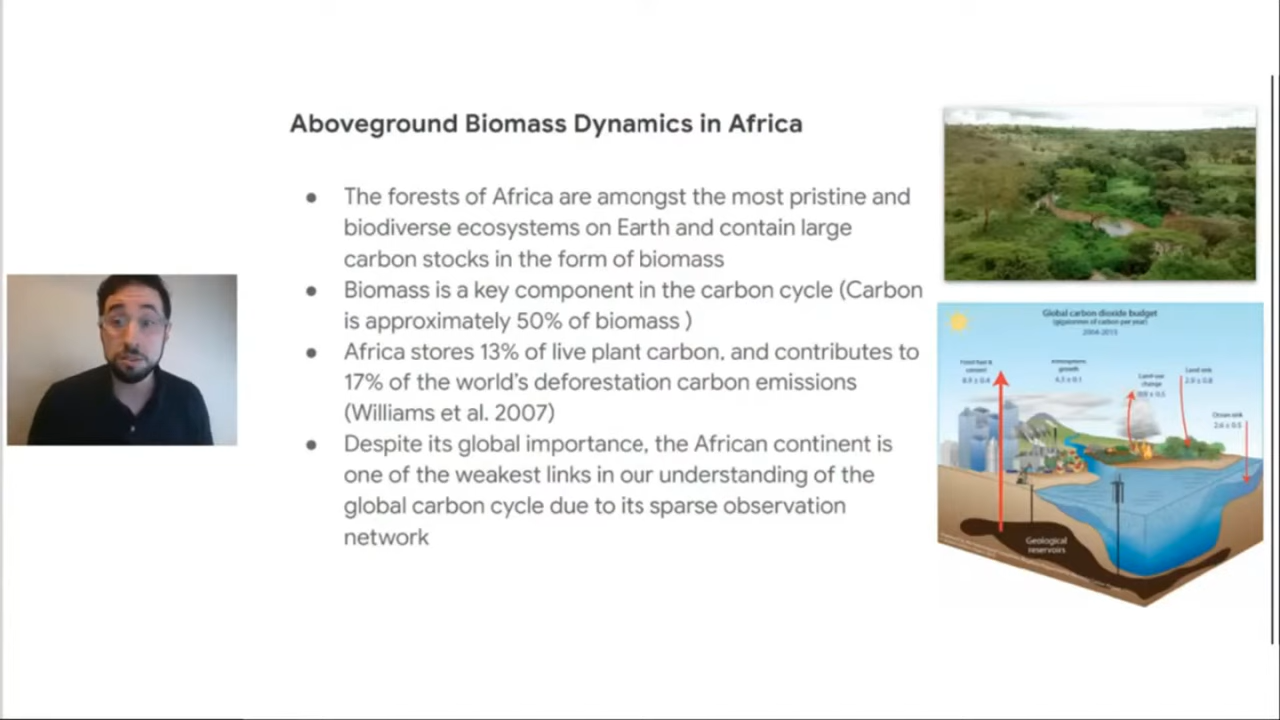 Aboveground Biomass Dynamics in Africa
● The forests of Africa are amongst the most pristine and
biodiverse ecosystems on Earth and contain large
carbon stocks in the form of biomass
● Biomass is a key component in the carbon cycle (Carbon
is approximately 50% of biomass )
● Africa stores 13% of live plant carbon, and contributes to
17% of the world's deforestation carbon emissions
(Williams et al. 2007)
● Despite its global importance, the African continent is
one of the weakest links in our understanding of the
global carbon cycle due to its sparse observation
network
Global carbon dioxide budget
(gigatonnes of carbon per year)
Fossil fuel &
cement
Atmospheric
growth
Land-use
change
Land sink
Ocean sink
Geological
reservoirs